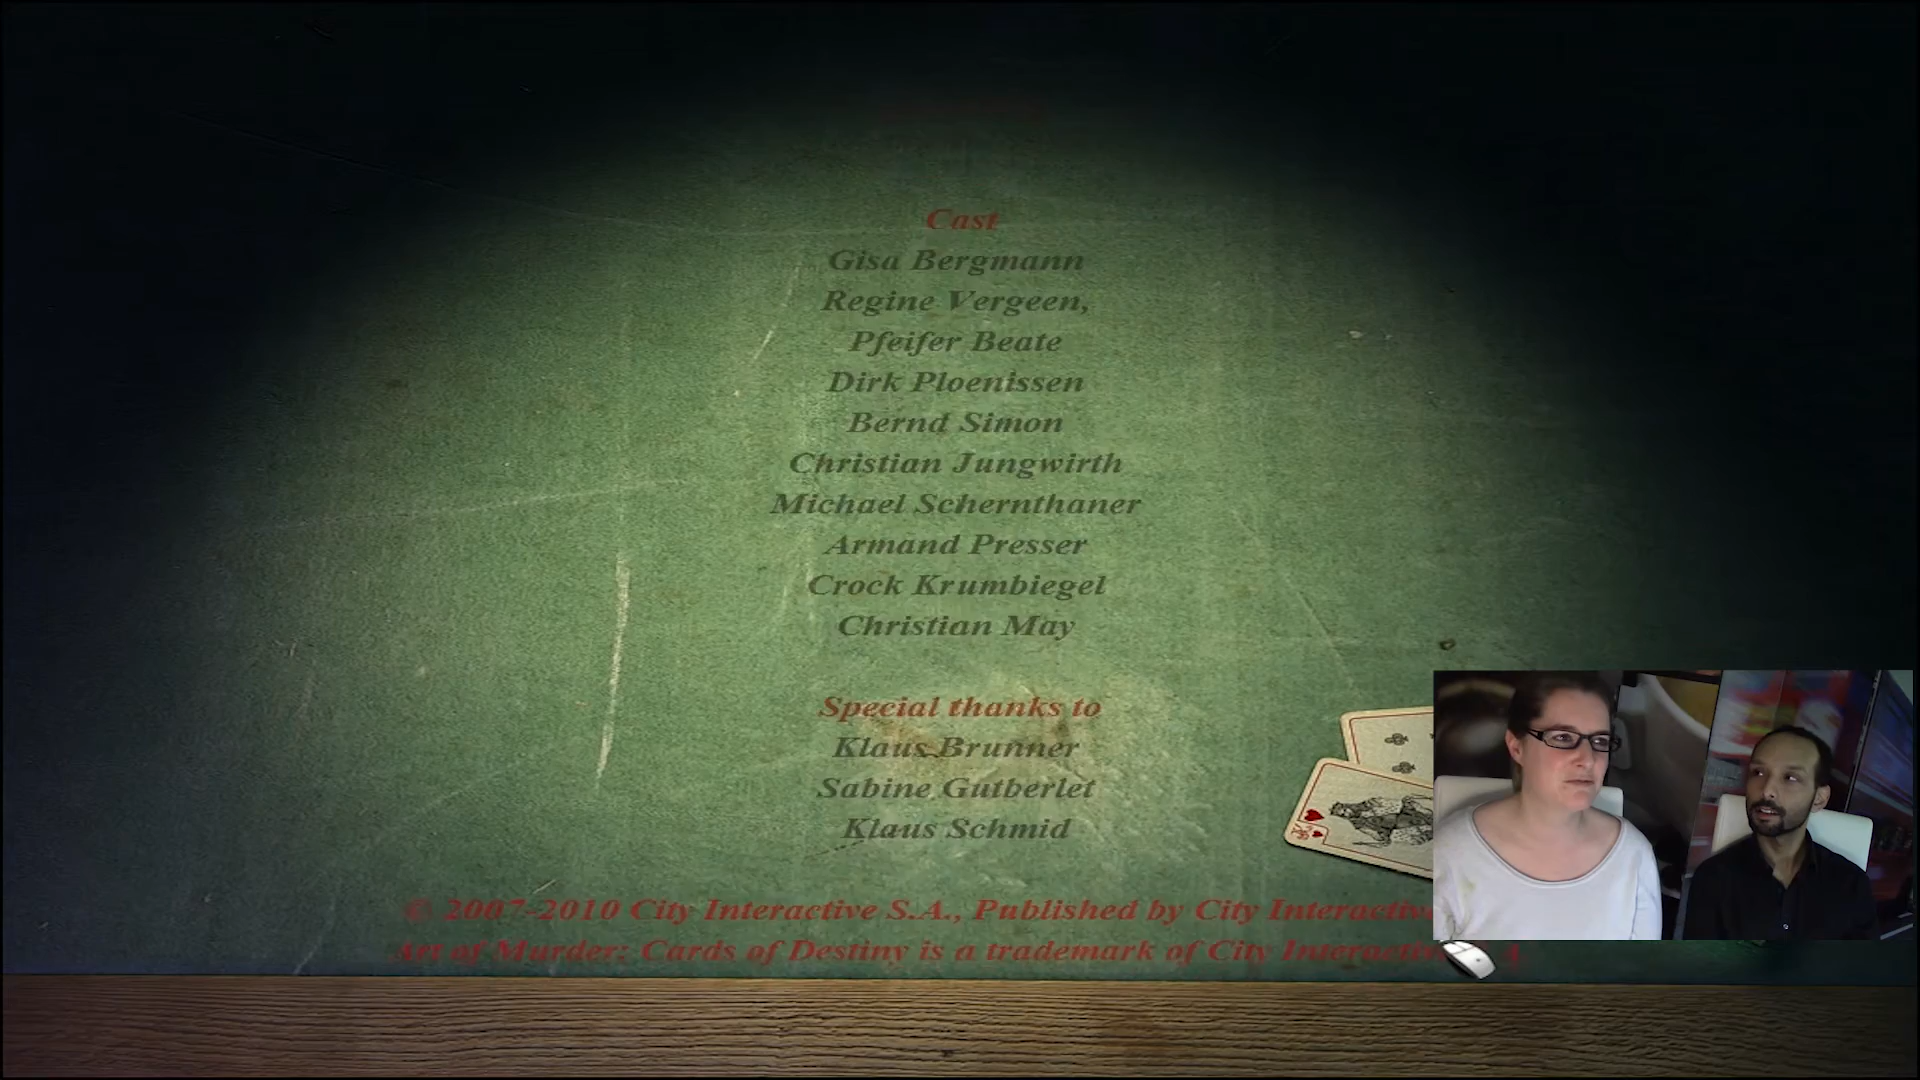 Cast
Gisa Bergmann
Regine Vergeen,
Pfeifer Beate
Dirk Ploenissen
Bernd Simon
Christian Jungwirth
Michael Schernthaner
Armand Presser
Crock Krumbiegel
Christian May
Special thanks to
Klaus Brunner
Sabine Gutberlet
Klaus Schmid
© 2007-2010 City Interactive S.A., Published by City Interactive
Art of Murder: Cards of Destiny is a trademark of City Interactive